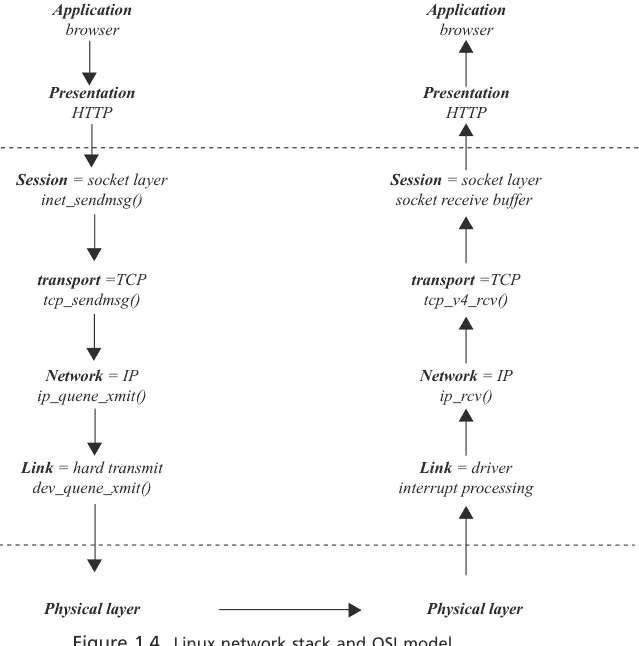 Application
browser
Presentation
HTTP
Session = socket layer
inet_sendmsg()
transport =TCP
tcp_sendmsg()
Network = IP
ip_quene_xmit()
Link = hard transmit
dev_quene_xmit()
Physical layer
Application
browser
Presentation
HTTP
Session = socket layer
socket receive buffer
transport =TCP
tcp_v4_rcv()
Network = IP
ip_rcv()
Link = driver
interrupt processing
Physical layer
Figure 1.4 Linux network stack and OSI model